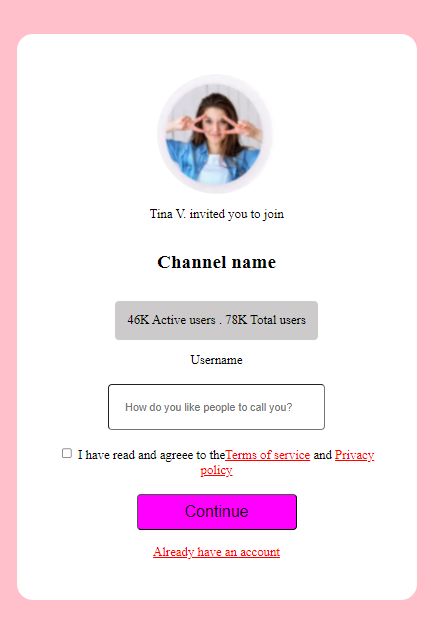 Tina V. invited you to join
Channel name
46K Active users . 78K Total users
Username
How do you like people to call you?
I have read and agreee to theTerms of service and Privacy
policy
Continue
Already have an account